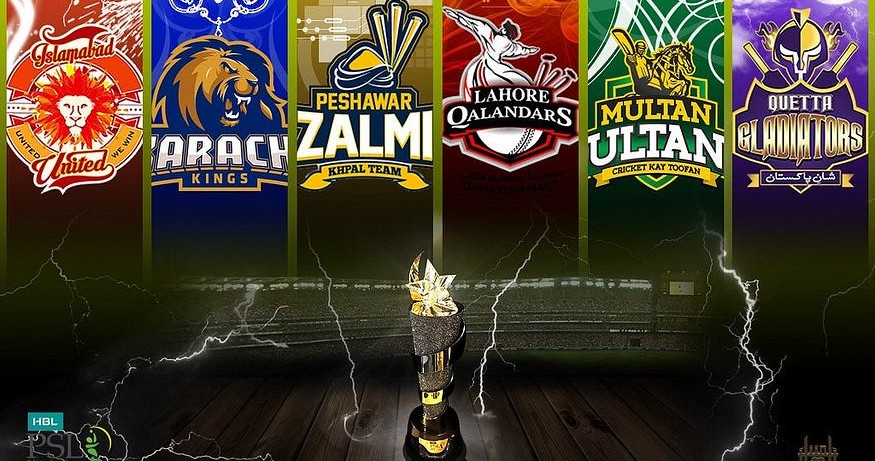 Islamabad
United
UNITED WE WIN
KARACHI
KINGS
PESHAWAR
ZALMI
KHPAL TEAM
LAHORE
QALANDARS
MULTAN
ULTAN
CRICKET KAY TOOFAN
QUETTA
GLADIATORS
شانِ پاکستان
HBL
PSL